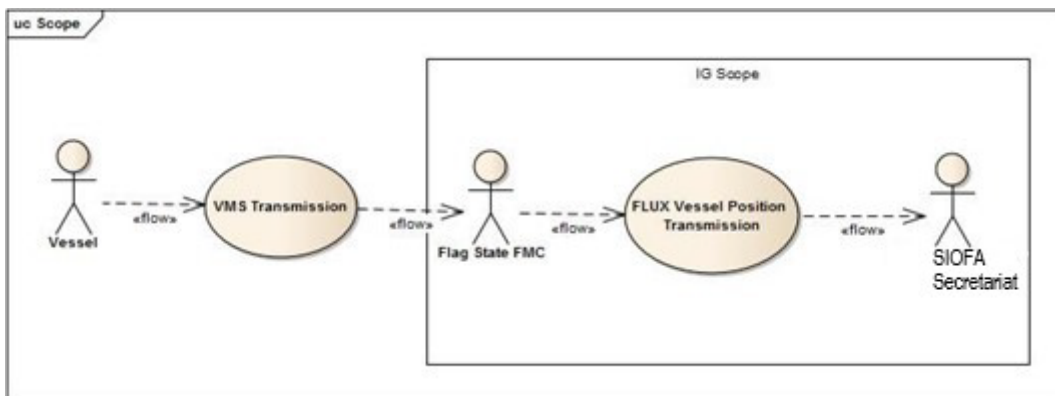 uc Scope
IG Scope
VMS Transmission
FLUX Vessel Position
Transmission
«flow»
«flow»
«flow»
«flow»
Vessel
Flag State FMC
SIOFA
Secretariat